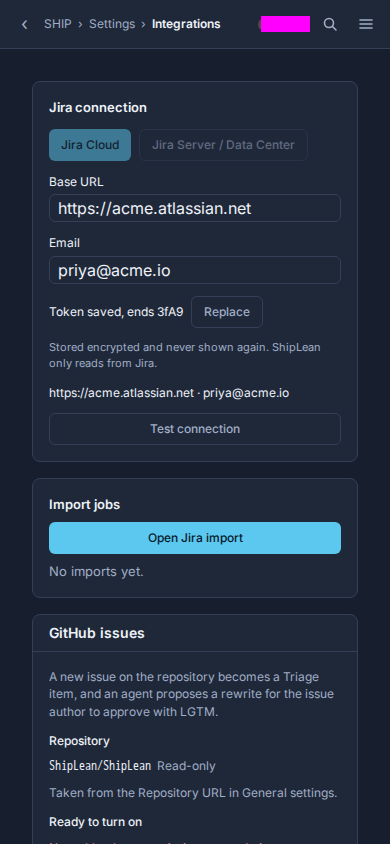 SHIP › Settings › Integrations
Jira connection
Jira Cloud
Jira Server / Data Center
Base URL
https://acme.atlassian.net
Email
priya@acme.io
Token saved, ends 3fA9
Replace
Stored encrypted and never shown again. ShipLean
only reads from Jira.
https://acme.atlassian.net · priya@acme.io
Test connection
Import jobs
Open Jira import
No imports yet.
GitHub issues
A new issue on the repository becomes a Triage
item, and an agent proposes a rewrite for the issue
author to approve with LGTM.
Repository
ShipLean/ShipLean Read-only
Taken from the Repository URL in General settings.
Ready to turn on